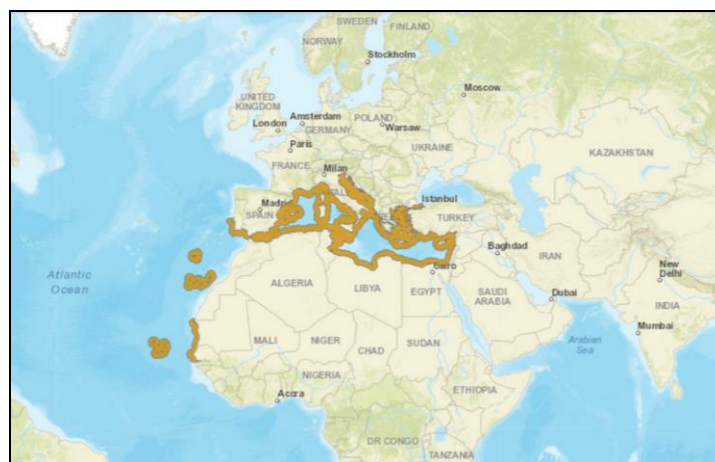 SWEDEN
FINLAND
NORWAY
Stockholm
Moscow
UNITED
KINGDOM
Amsterdam
POLAND
London
GERMANY
Warsaw
Paris
UKRAINE
FRANCE
Milan
KAZAKHSTAN
Istanbul
Madrid
SPAIN
TURKEY
Baghdad
IRAN
New
Delhi
Atlantic
Ocean
ALGERIA
LIBYA
EGYPT
SAUDI
ARABIA
Dubai
INDIA
MALI
NIGER
CHAD
SUDAN
Arabian
Sea
Mumbai
NIGERIA
ETHIOPIA
Accra
DR CONGO
TANZANIA